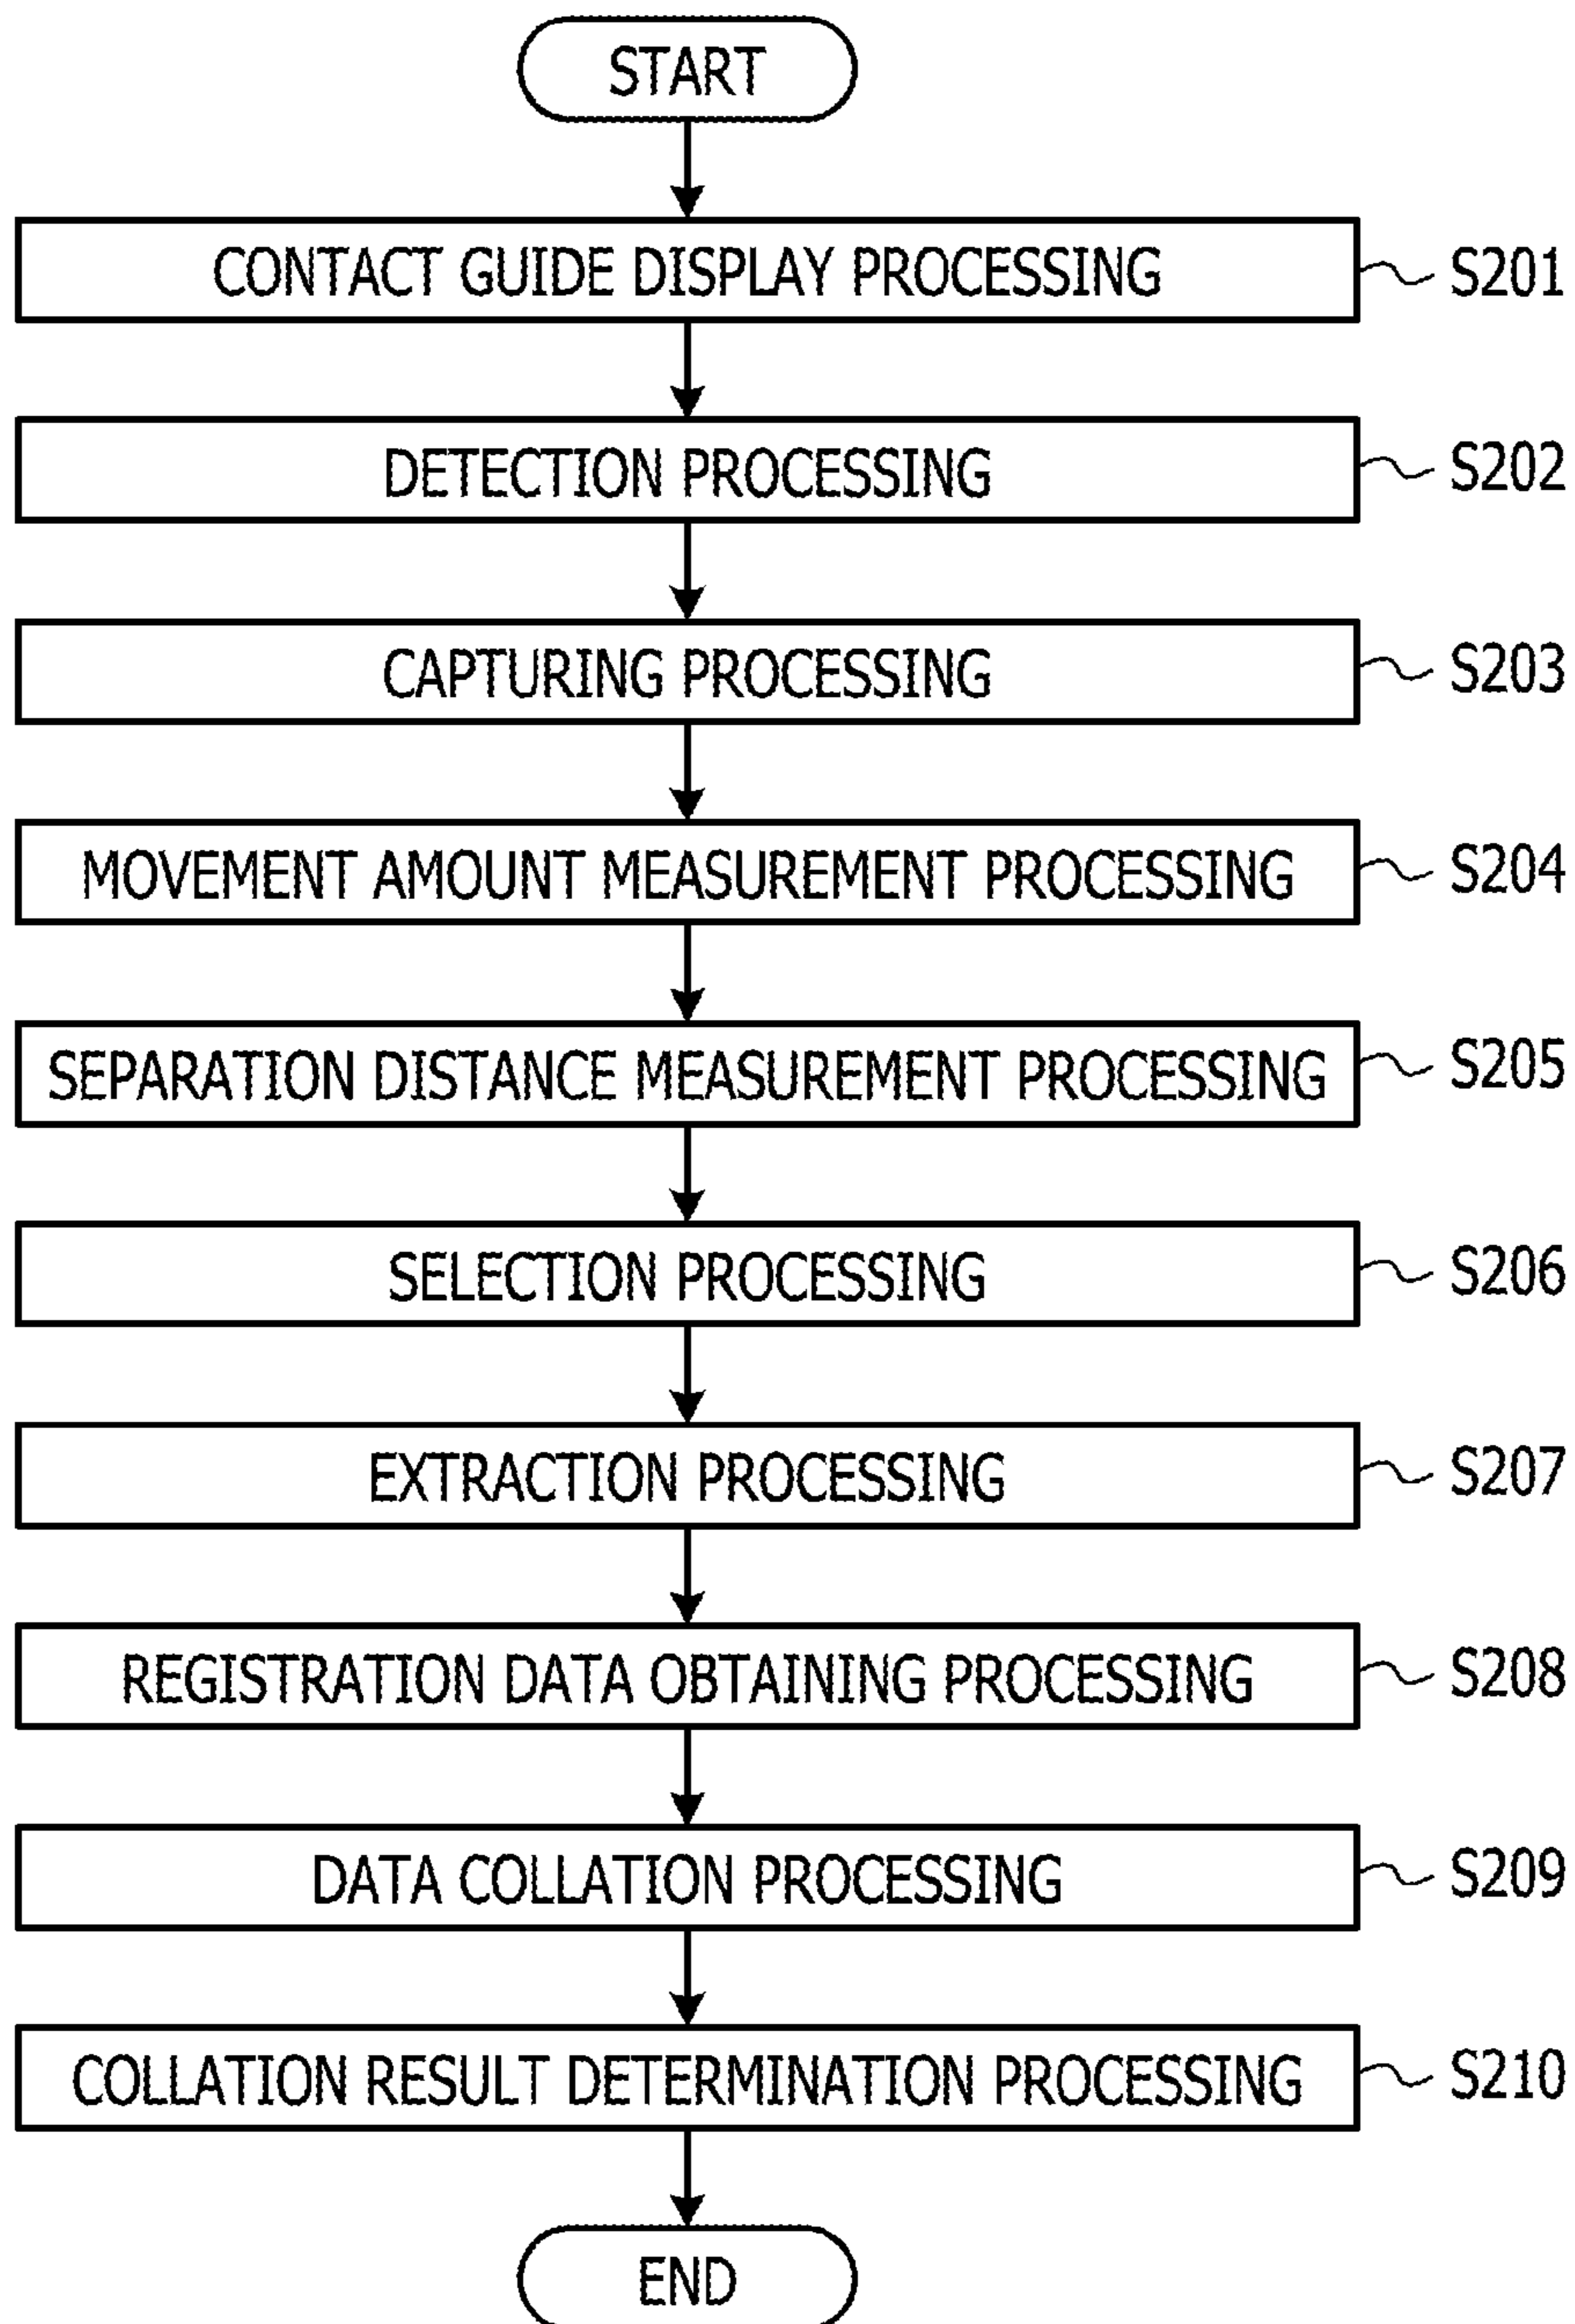 START
CONTACT GUIDE DISPLAY PROCESSING S201
DETECTION PROCESSING S202
CAPTURING PROCESSING S203
MOVEMENT AMOUNT MEASUREMENT PROCESSING S204
SEPARATION DISTANCE MEASUREMENT PROCESSING S205
SELECTION PROCESSING S206
EXTRACTION PROCESSING S207
REGISTRATION DATA OBTAINING PROCESSING S208
DATA COLLATION PROCESSING S209
COLLATION RESULT DETERMINATION PROCESSING S210
END